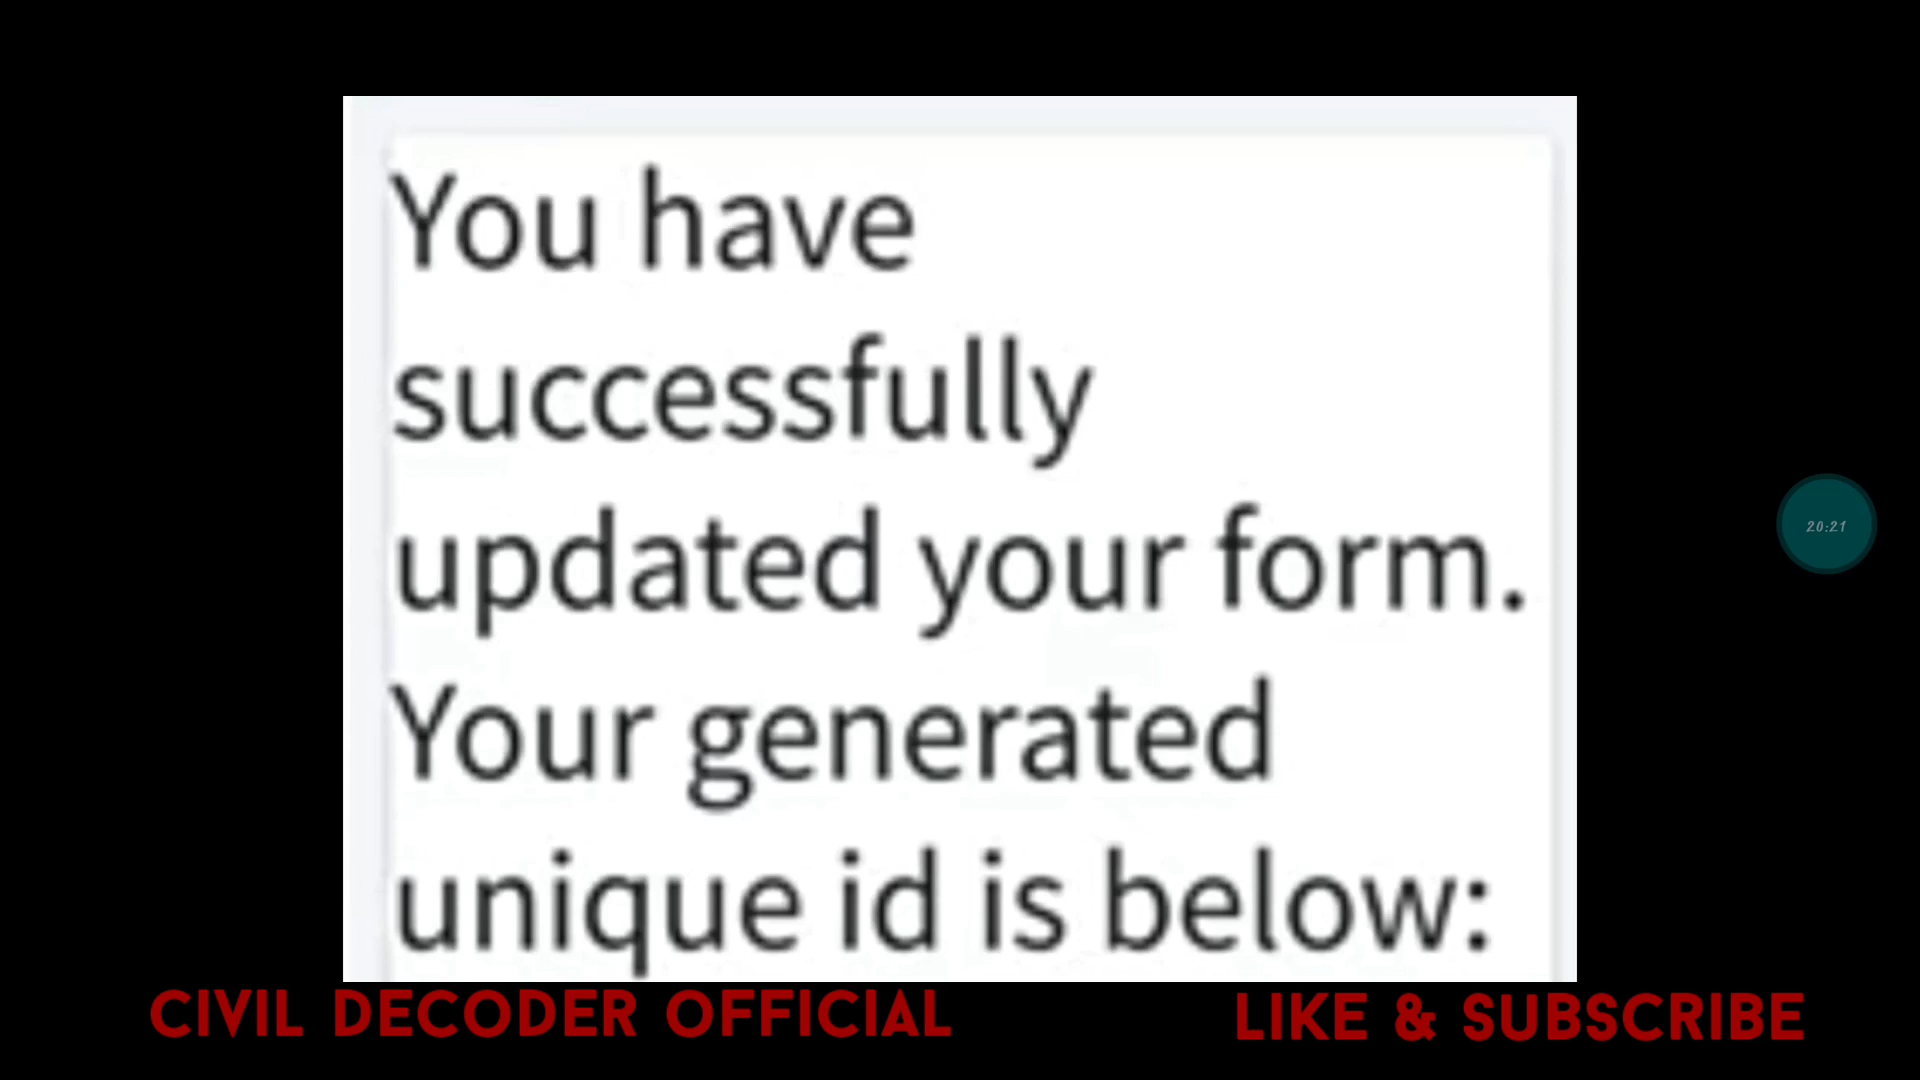 You have
successfully
updated your form.
Your generated
unique id is below:
20:21
CIVIL DECODER OFFICIAL
LIKE & SUBSCRIBE